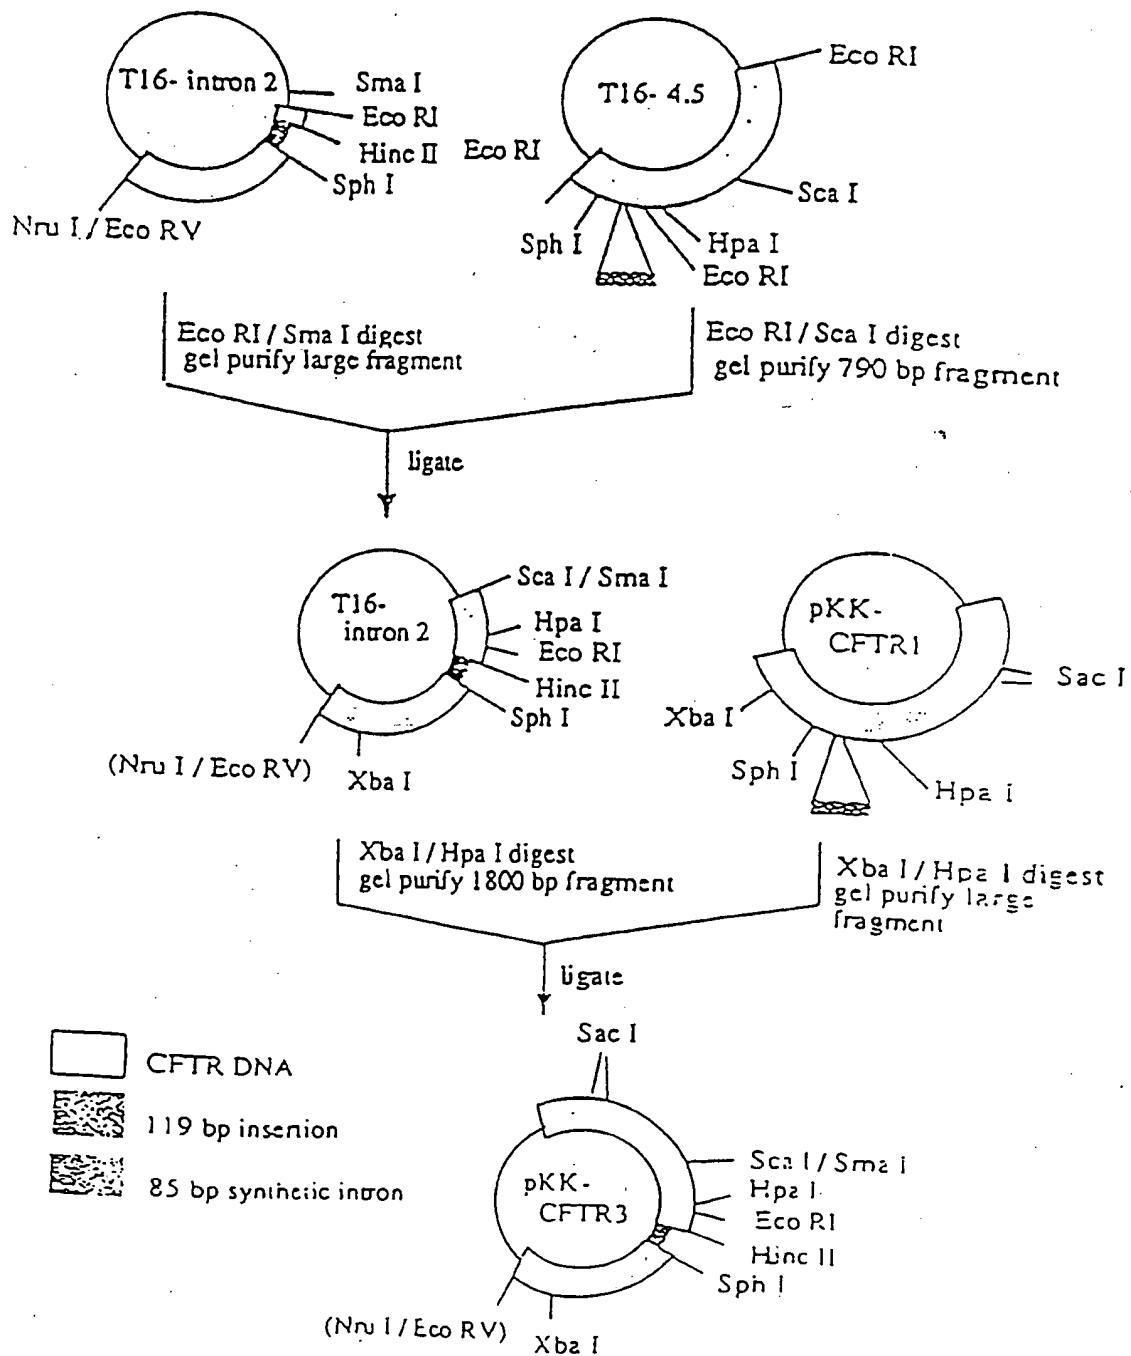 T16- intron 2
Sma I
Eco RI
Hinc II
Sph I
Nru I / Eco RV
T16- 4.5
Eco RI
Eco RI
Sca I
Sph I
Hpa I
Eco RI
Eco RI / Sma I digest
gel purify large fragment
Eco RI / Sca I digest
gel purify 790 bp fragment
ligate
T16-
intron 2
Sca I / Sma I
Hpa I
Eco RI
Hinc II
Sph I
(Nru I / Eco RV)
Xba I
pKK-
CFTR1
Sac I
Xba I
Sph I
Hpa I
Xba I / Hpa I digest
gel purify 1800 bp fragment
Xba I / Hpa I digest
gel purify large
fragment
ligate
CFTR DNA
119 bp insertion
85 bp synthetic intron
Sac I
pKK-
CFTR3
Sca I / Sma I
Hpa I
Eco RI
Hinc II
Sph I
(Nru I / Eco RV)
Xba I